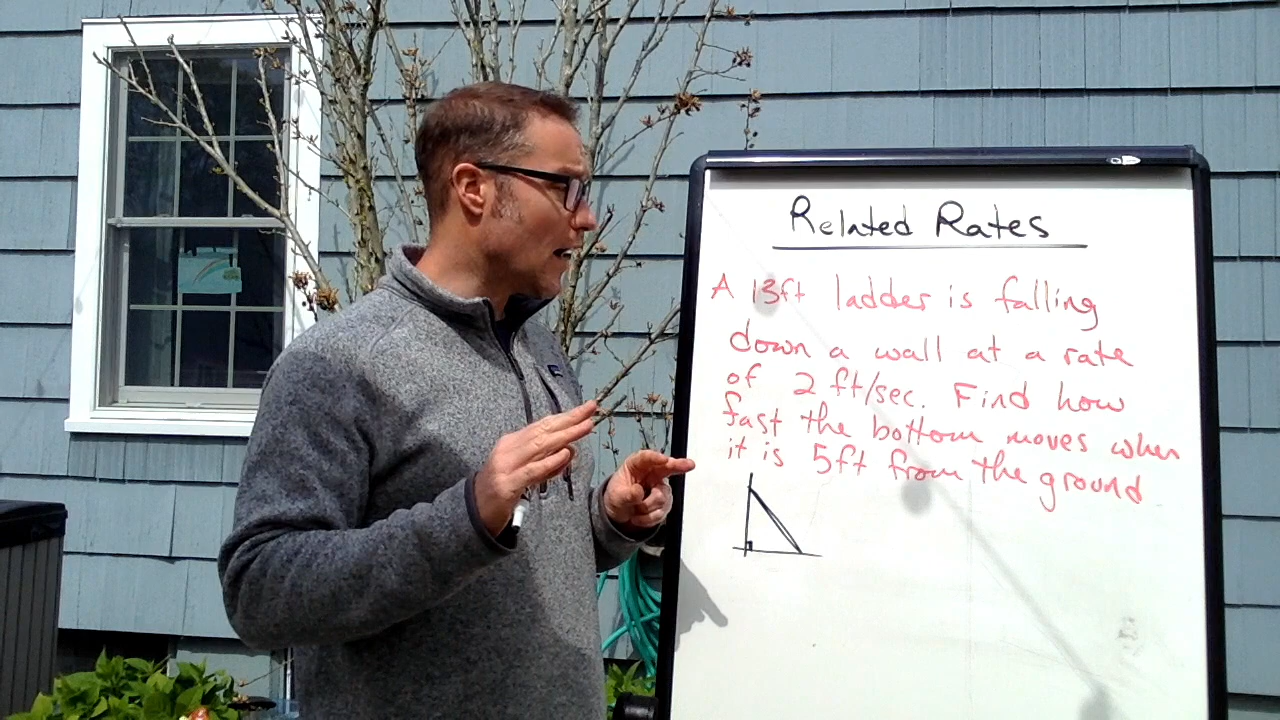 Related Rates
A 13ft ladder is falling
down a wall at a rate
of 2 ft/sec. Find how
fast the bottom moves when
it is 5ft from the ground